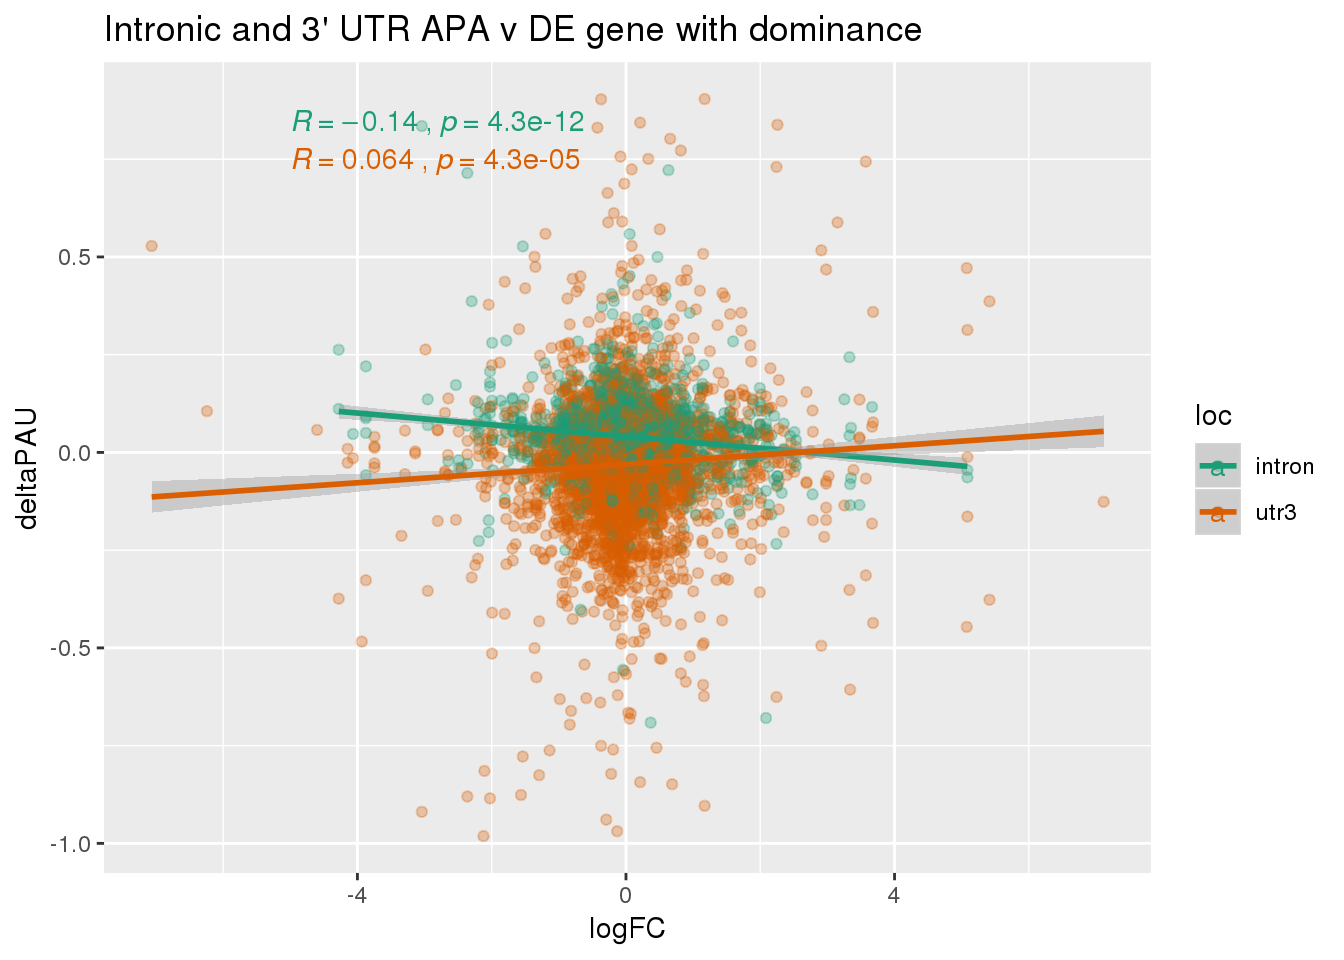 Intronic and 3' UTR APA v DE gene with dominance
R = −0.14 , p = 4.3e-12
R = 0.064 , p = 4.3e-05
0.5
0.0
-0.5
-1.0
deltaPAU
-4
0
4
logFC
loc
a intron
a utr3